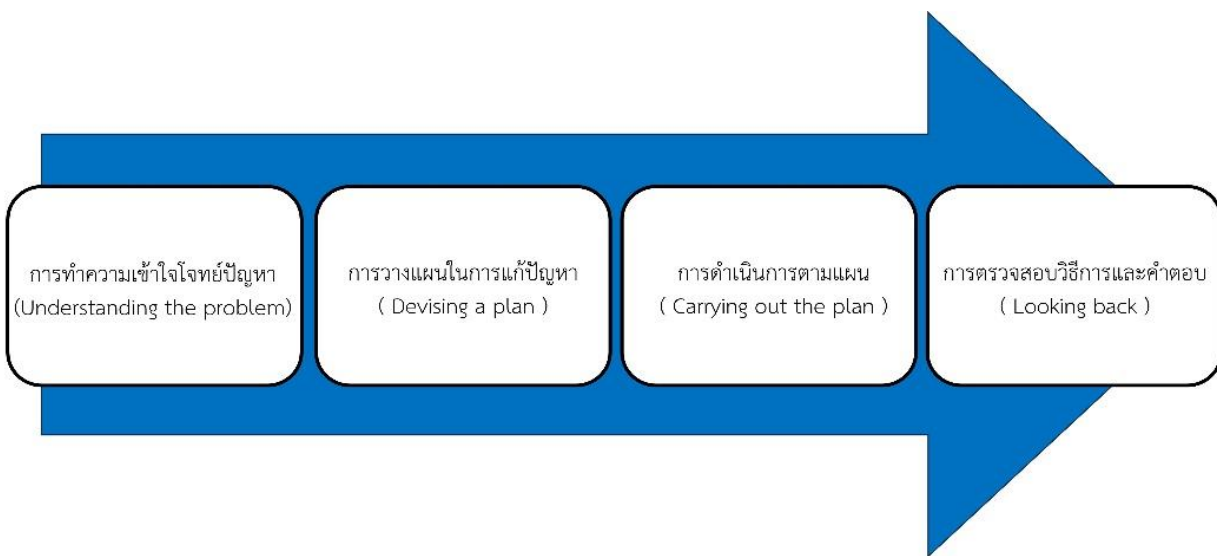 การทำความเข้าใจโจทย์ปัญหา
(Understanding the problem)
การวางแผนในการแก้ปัญหา
( Devising a plan )
การดำเนินการตามแผน
( Carrying out the plan )
การตรวจสอบวิธีการและคำตอบ
( Looking back )